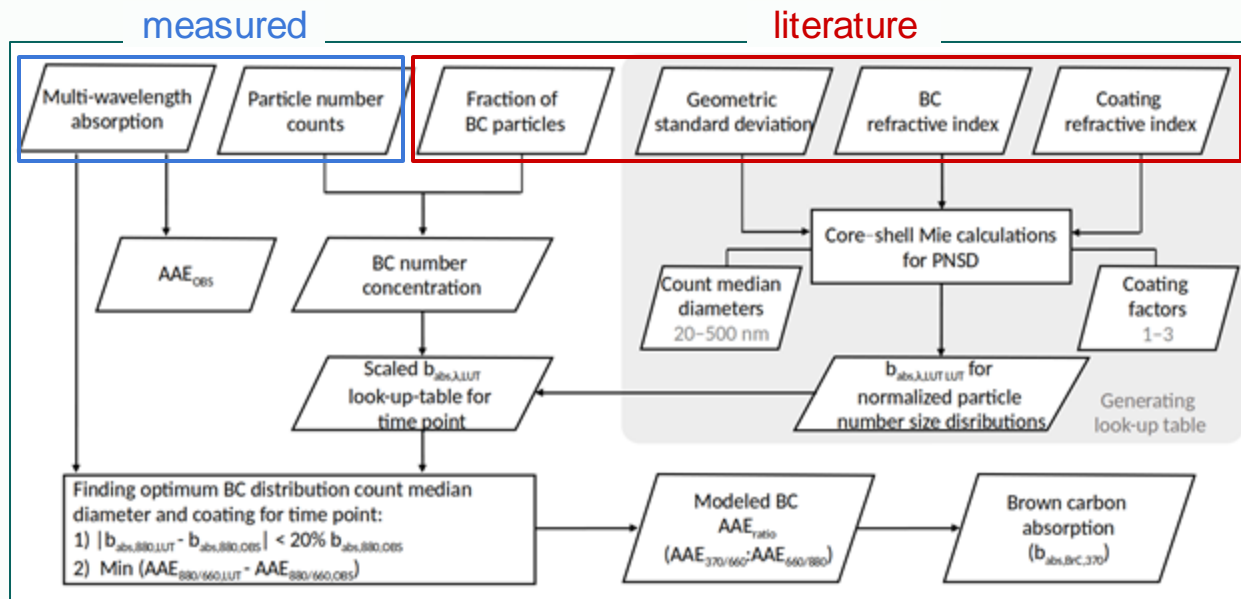 measured
literature
Multi-wavelength
absorption
Particle number
counts
Fraction of
BC particles
Geometric
standard deviation
BC
refractive index
Coating
refractive index
AAE_OBS
BC number
concentration
Core–shell Mie calculations
for PNSD
Count median
diameters
20–500 nm
Coating
factors
1–3
Scaled b_abs,λ,LUT
look-up-table for
time point
b_abs,λ,LUT LUT for
normalized particle
number size disributions
Generating
look-up table
Finding optimum BC distribution count median
diameter and coating for time point:
1) |b_abs,880,LUT - b_abs,880,OBS| < 20% b_abs,880,OBS
2) Min (AAE_880/660,LUT - AAE_880/660,OBS)
Modeled BC
AAE_ratio
(AAE_370/660:AAE_660/880)
Brown carbon
absorption
(b_abs,BrC,370)